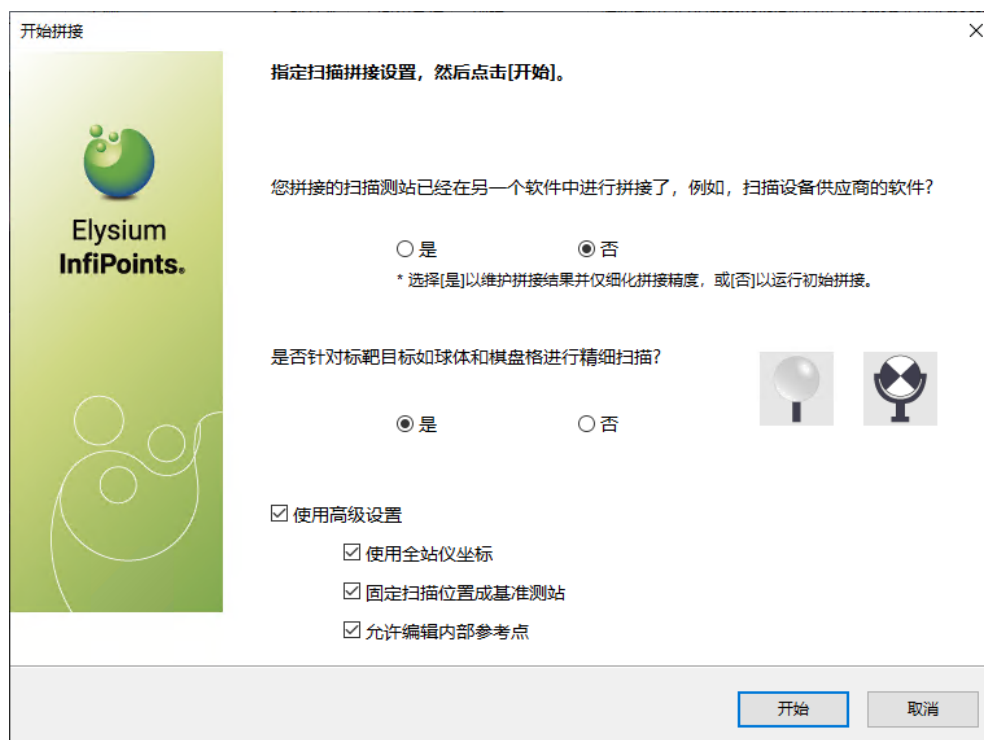 开始拼接
指定扫描拼接设置，然后点击[开始]。
您拼接的扫描测站已经在另一个软件中进行拼接了，例如，扫描设备供应商的软件?
Elysium
InfiPoints®
是 否
* 选择[是]以维护拼接结果并仅细化拼接精度，或[否]以运行初始拼接。
是否针对标靶目标如球体和棋盘格进行精细扫描?
是 否
使用高级设置
使用全站仪坐标
固定扫描位置成基准测站
允许编辑内部参考点
开始 取消